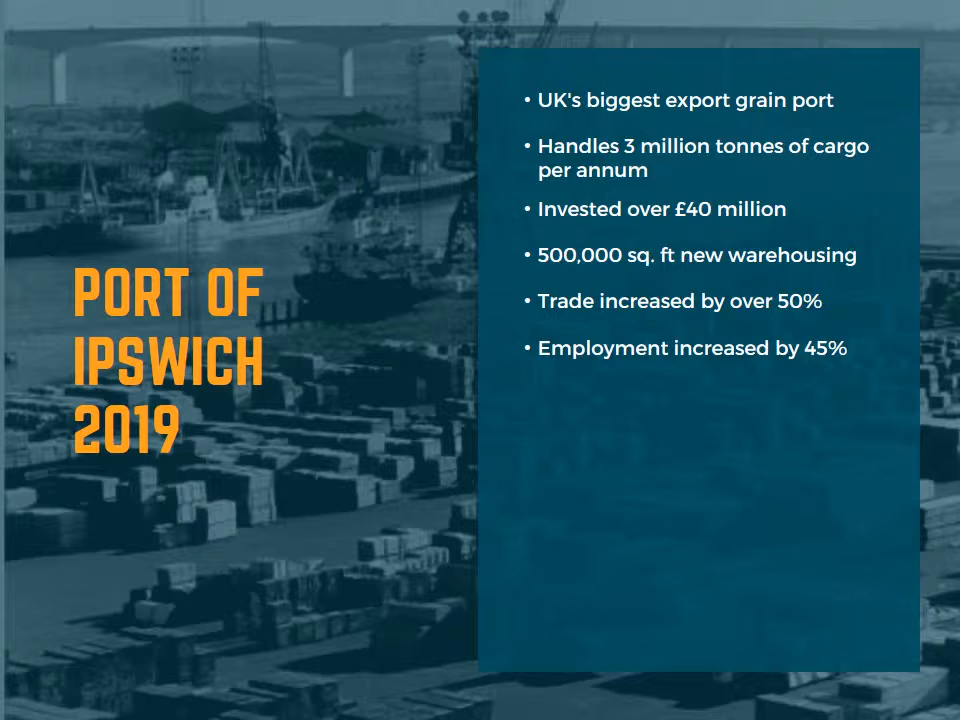 PORT OF
IPSWICH
2019
• UK's biggest export grain port
• Handles 3 million tonnes of cargo
per annum
• Invested over £40 million
• 500,000 sq. ft new warehousing
• Trade increased by over 50%
• Employment increased by 45%